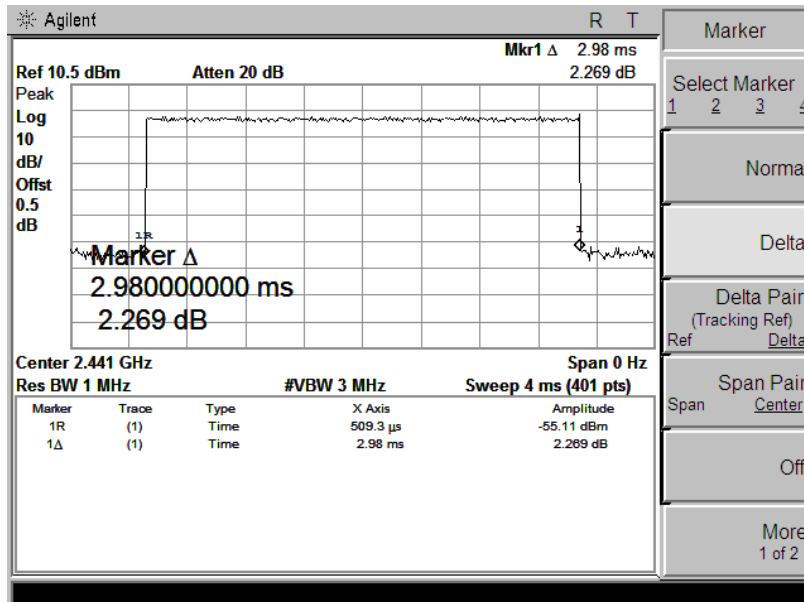 Agilent R T
Mkr1 Δ 2.98 ms
Ref 10.5 dBm Atten 20 dB 2.269 dB
Peak
Log
10
dB/
Offst
0.5
dB
1R
1
Marker Δ
2.980000000 ms
2.269 dB
Center 2.441 GHz Span 0 Hz
Res BW 1 MHz #VBW 3 MHz Sweep 4 ms (401 pts)
Marker Trace Type X Axis Amplitude
1R (1) Time 509.3 µs -55.11 dBm
1Δ (1) Time 2.98 ms 2.269 dB
Marker
Select Marker
1 2 3 4
Norma
Delta
Delta Pair
(Tracking Ref)
Ref Delta
Span Pair
Span Center
Off
More
1 of 2